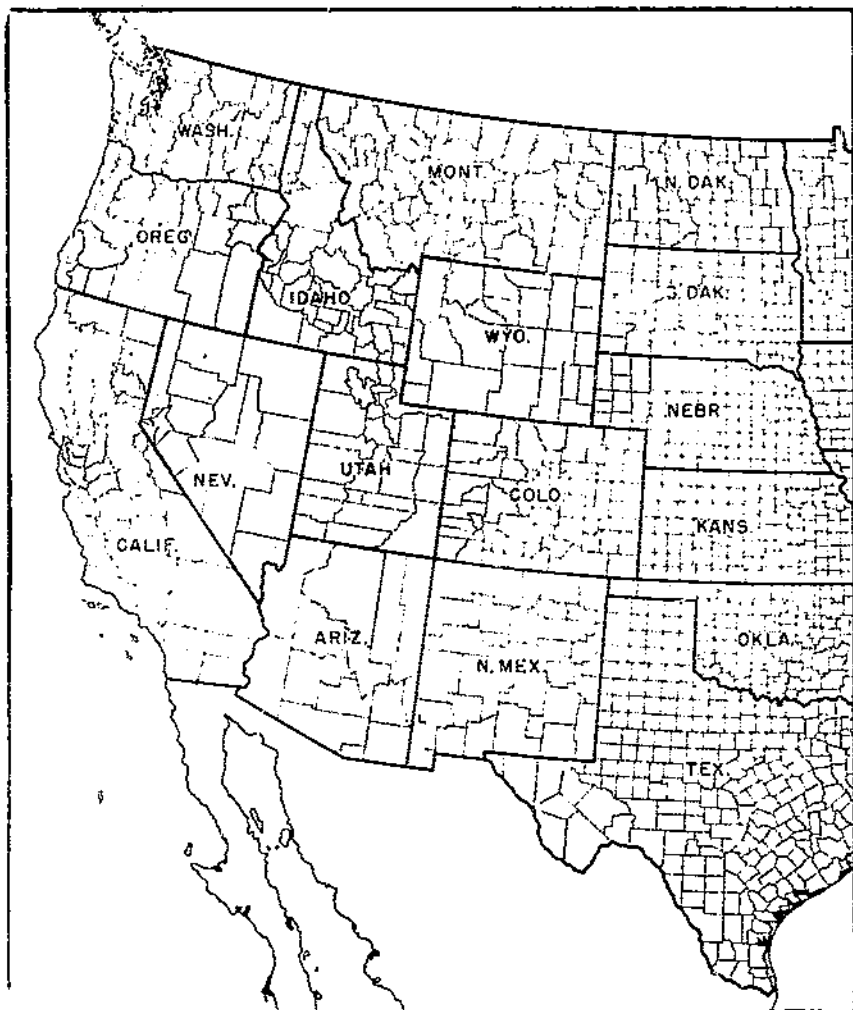 WASH.
MONT.
N. DAK.
OREG.
S. DAK.
IDAHO
WYO.
NEBR.
UTAH
NEV.
COLO.
KANS.
CALIF.
ARIZ.
OKLA.
N. MEX.
TEX.